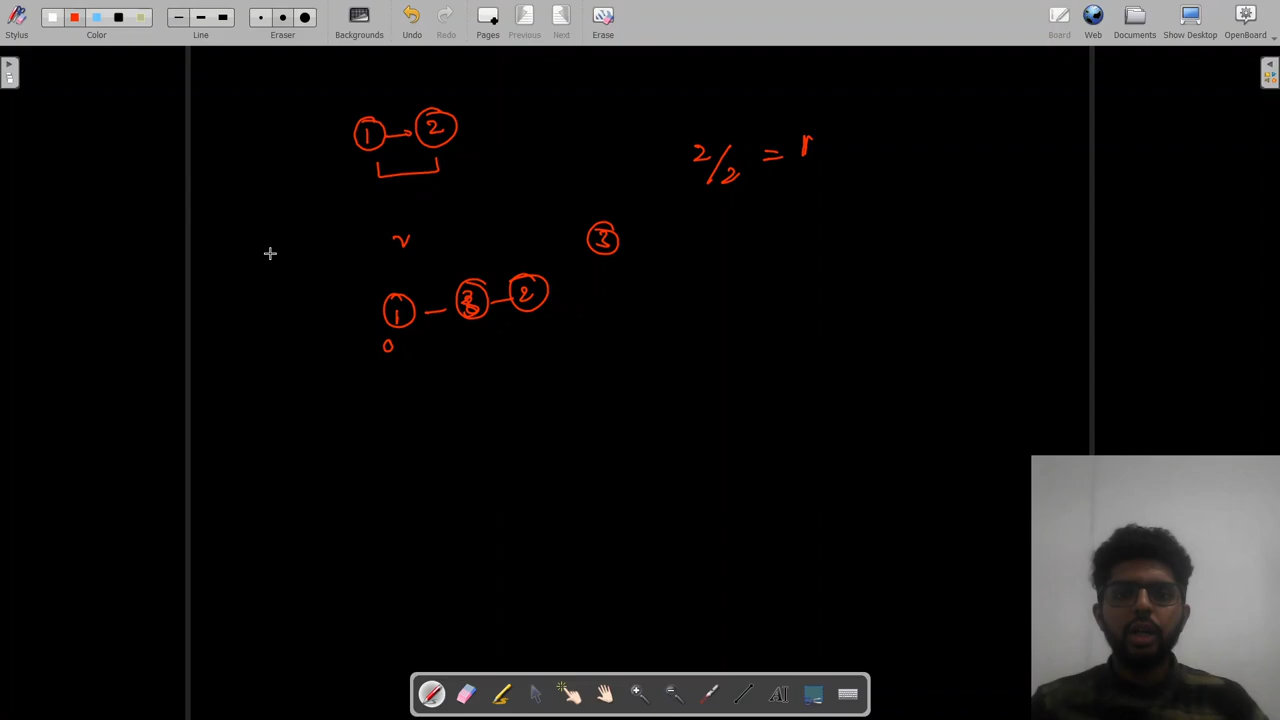 Stylus Color Line Eraser Backgrounds Undo Redo Pages Previous Next Erase Board Web Documents Show Desktop OpenBoard
1 → 2
2/2 = 1
3
1 - 3 - 2
0